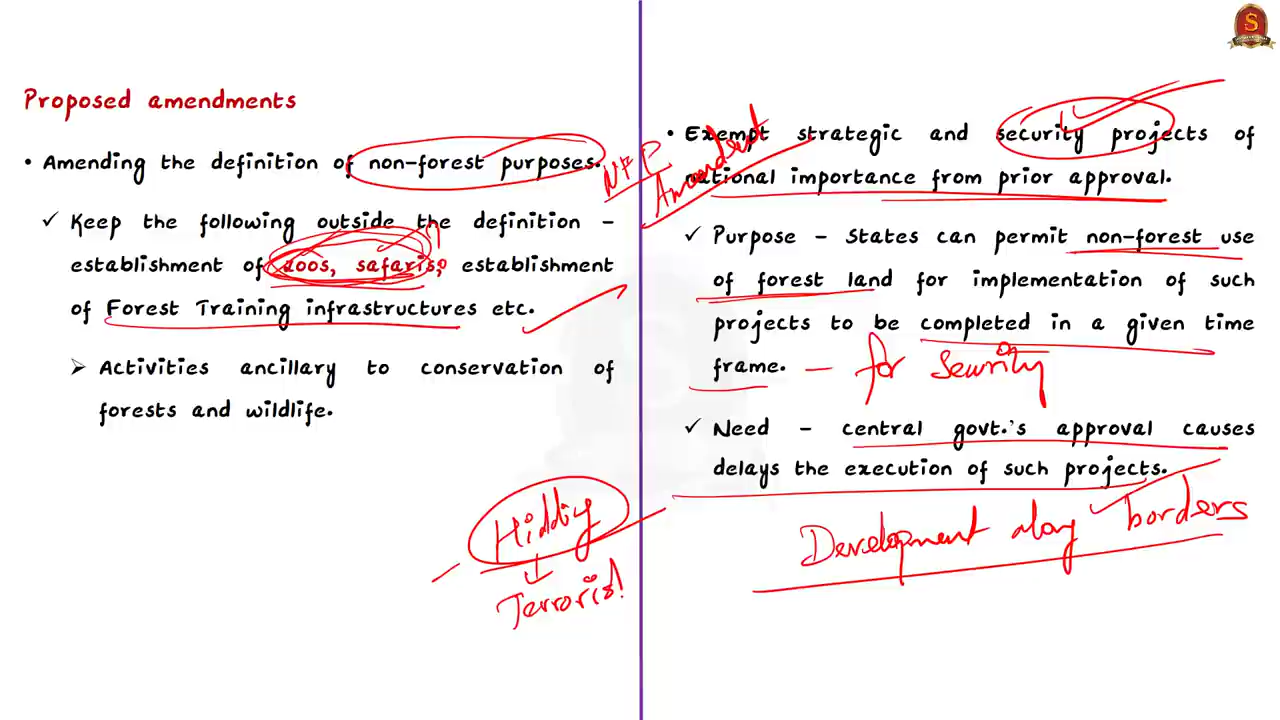 Proposed amendments
• Amending the definition of non-forest purposes.
✓ Keep the following outside the definition –
establishment of zoos, safaris, establishment
of Forest Training infrastructures etc.
➢ Activities ancillary to conservation of
forests and wildlife.
Hidding
Terrorist
NFP
Amendment
• Exempt strategic and security projects of
national importance from prior approval.
✓ Purpose – States can permit non-forest use
of forest land for implementation of such
projects to be completed in a given time
frame. – for Security
✓ Need – central govt.'s approval causes
delays the execution of such projects.
Development along borders